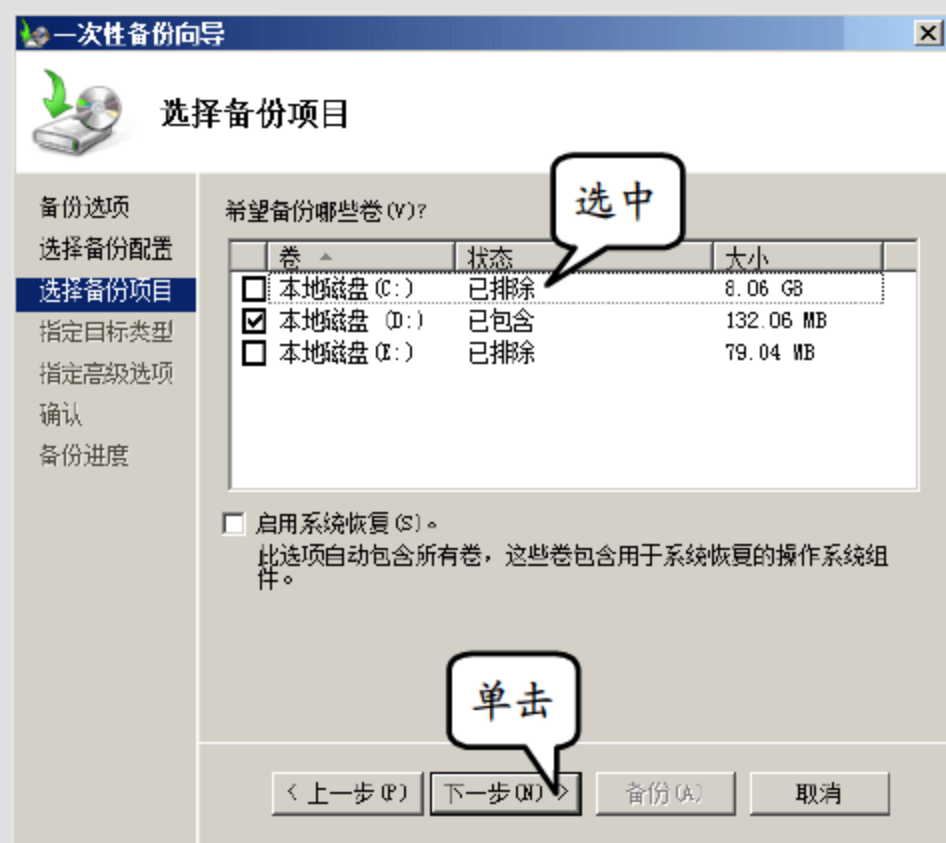 一次性备份向导
选择备份项目
备份选项
选择备份配置
选择备份项目
指定目标类型
指定高级选项
确认
备份进度
希望备份哪些卷(V)?
选中
卷 状态 大小
本地磁盘(C:) 已排除 8.06 GB
本地磁盘 (D:) 已包含 132.06 MB
本地磁盘(E:) 已排除 79.04 MB
启用系统恢复(S)。
此选项自动包含所有卷，这些卷包含用于系统恢复的操作系统组
件。
单击
< 上一步(P) 下一步(N) > 备份(A) 取消